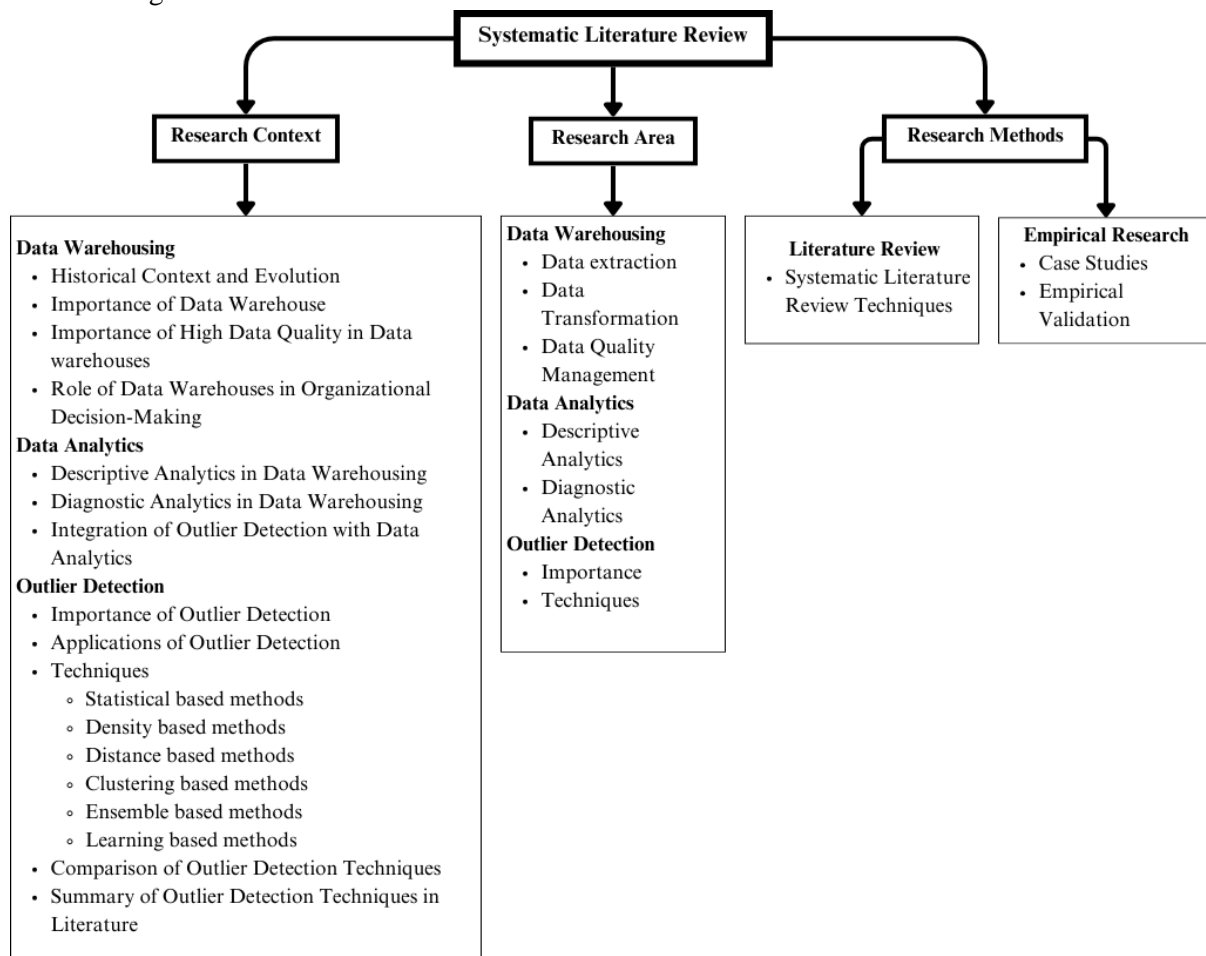 Systematic Literature Review
Research Context
Research Area
Research Methods
Data Warehousing
• Historical Context and Evolution
• Importance of Data Warehouse
• Importance of High Data Quality in Data
warehouses
• Role of Data Warehouses in Organizational
Decision-Making
Data Analytics
• Descriptive Analytics in Data Warehousing
• Diagnostic Analytics in Data Warehousing
• Integration of Outlier Detection with Data
Analytics
Outlier Detection
• Importance of Outlier Detection
• Applications of Outlier Detection
• Techniques
◦ Statistical based methods
◦ Density based methods
◦ Distance based methods
◦ Clustering based methods
◦ Ensemble based methods
◦ Learning based methods
• Comparison of Outlier Detection Techniques
• Summary of Outlier Detection Techniques in
Literature
Data Warehousing
• Data extraction
• Data
Transformation
• Data Quality
Management
Data Analytics
• Descriptive
Analytics
• Diagnostic
Analytics
Outlier Detection
• Importance
• Techniques
Literature Review
• Systematic Literature
Review Techniques
Empirical Research
• Case Studies
• Empirical
Validation